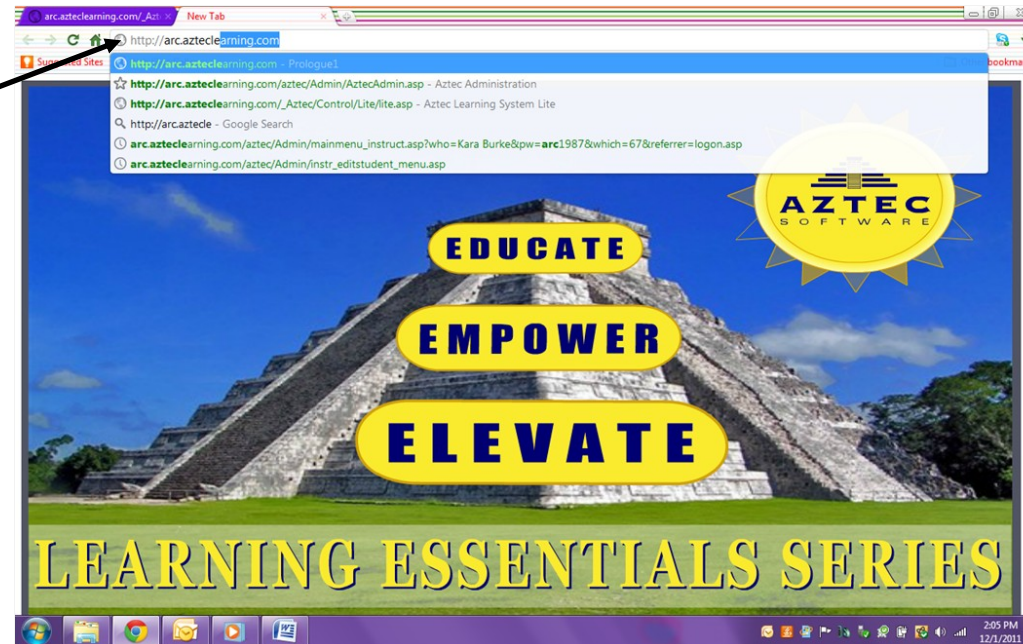 arc.azteclearning.com/_Azt
New Tab
http://arc.azteclearning.com
Suggested Sites
bookma
http://arc.azteclearning.com - Prologue1
http://arc.azteclearning.com/aztec/Admin/AztecAdmin.asp - Aztec Administration
http://arc.azteclearning.com/_Aztec/Control/Lite/lite.asp - Aztec Learning System Lite
http://arc.aztecle - Google Search
arc.azteclearning.com/aztec/Admin/mainmenu_instruct.asp?who=Kara Burke&pw=arc1987&which=67&referrer=logon.asp
arc.azteclearning.com/aztec/Admin/instr_editstudent_menu.asp
AZTEC
SOFTWARE
EDUCATE
EMPOWER
ELEVATE
LEARNING ESSENTIALS SERIES
2:05 PM
12/1/2011